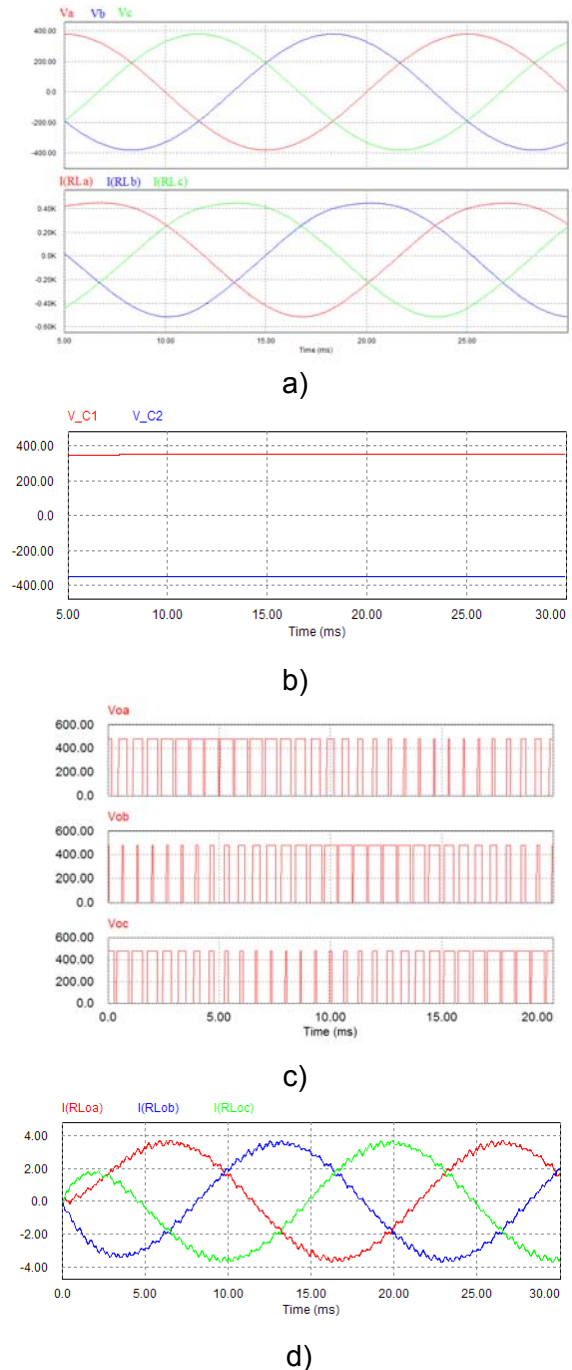 Va Vb Vc
400.00
200.00
0.0
-200.00
-400.00
I(RLa) I(RLb) I(RLc)
0.40K
0.20K
0.0K
-0.20K
-0.40K
-0.60K
5.00 10.00 15.00 20.00 25.00
Time (ms)
a)
V_C1 V_C2
400.00
200.00
0.0
-200.00
-400.00
5.00 10.00 15.00 20.00 25.00 30.00
Time (ms)
b)
Voa
600.00
400.00
200.00
0.0
Vob
600.00
400.00
200.00
0.0
Voc
600.00
400.00
200.00
0.0
0.0 5.00 10.00 15.00 20.00
Time (ms)
c)
I(RLoa) I(RLob) I(RLoc)
4.00
2.00
0.0
-2.00
-4.00
0.0 5.00 10.00 15.00 20.00 25.00 30.00
Time (ms)
d)